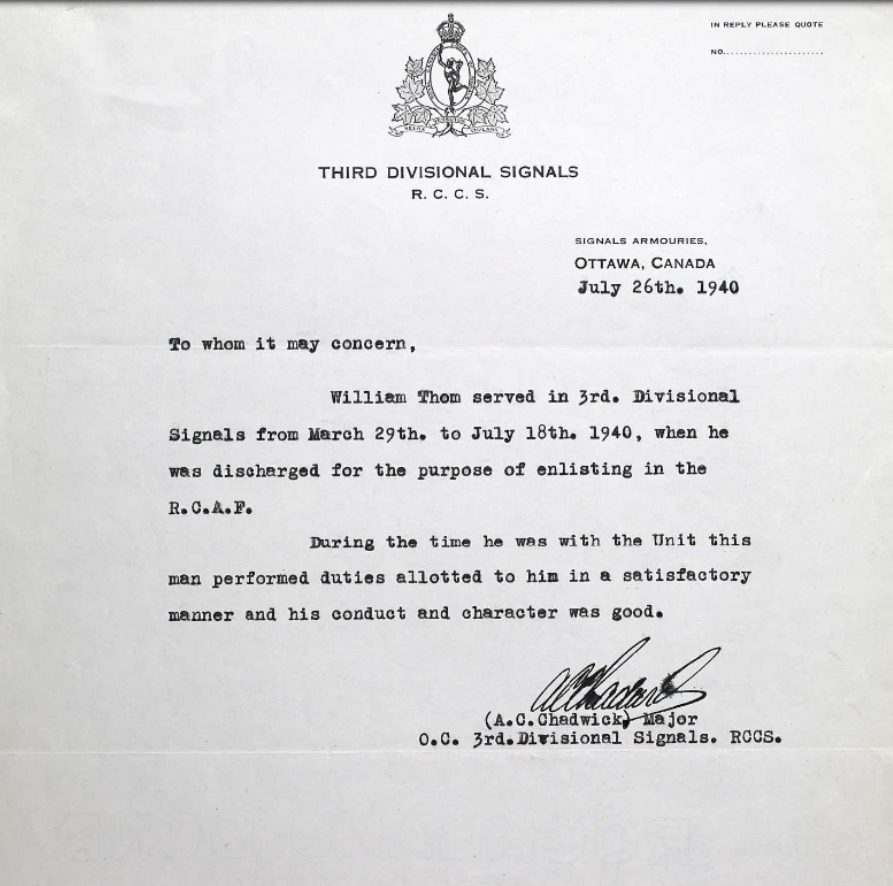 IN REPLY PLEASE QUOTE
NO.......................
THIRD DIVISIONAL SIGNALS
R. C. C. S.
SIGNALS ARMOURIES,
OTTAWA, CANADA
July 26th. 1940
To whom it may concern,
William Thom served in 3rd. Divisional
Signals from March 29th. to July 18th. 1940, when he
was discharged for the purpose of enlisting in the
R.C.A.F.
During the time he was with the Unit this
man performed duties allotted to him in a satisfactory
manner and his conduct and character was good.
(A.C.Chadwick) Major
O.C. 3rd.Divisional Signals. RCCS.